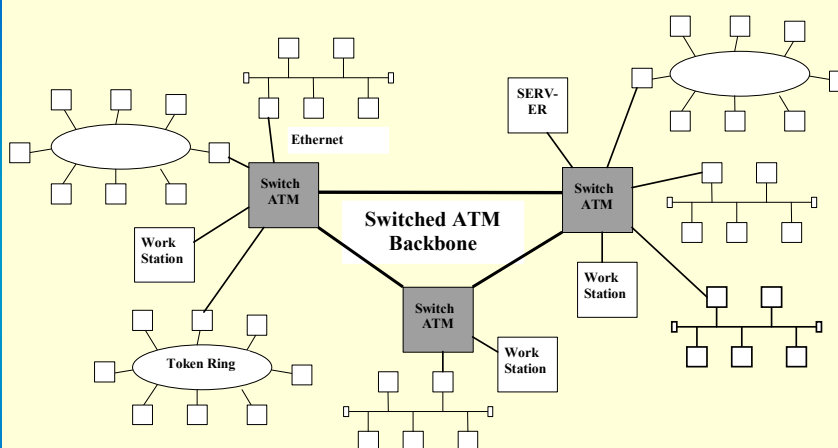 SERV-
ER
Ethernet
Switch
ATM
Switch
ATM
Switched ATM
Backbone
Work
Station
Work
Station
Switch
ATM
Work
Station
Token Ring